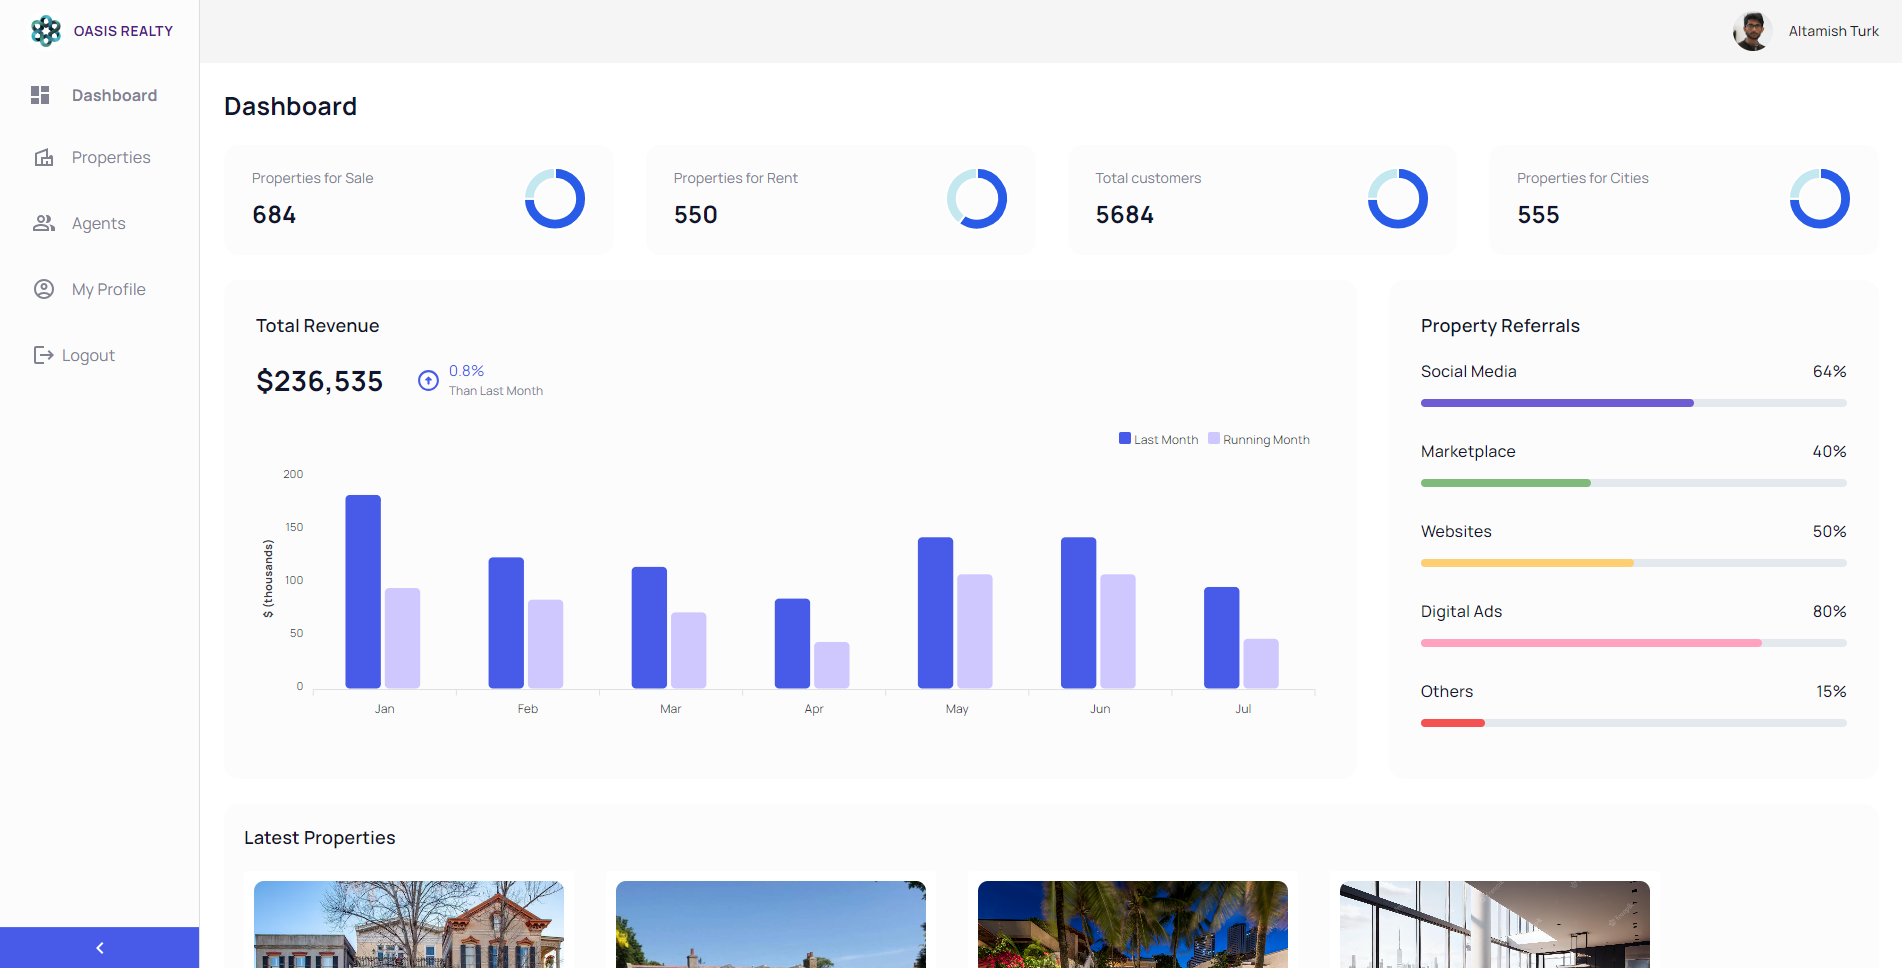 OASIS REALTY
Altamish Turk
Dashboard
Properties
Agents
My Profile
Logout
Dashboard
Properties for Sale
684
Properties for Rent
550
Total customers
5684
Properties for Cities
555
Total Revenue
$236,535
0.8%
Than Last Month
Last Month
Running Month
$ (thousands)
200
150
100
50
0
Jan
Feb
Mar
Apr
May
Jun
Jul
Property Referrals
Social Media
64%
Marketplace
40%
Websites
50%
Digital Ads
80%
Others
15%
Latest Properties